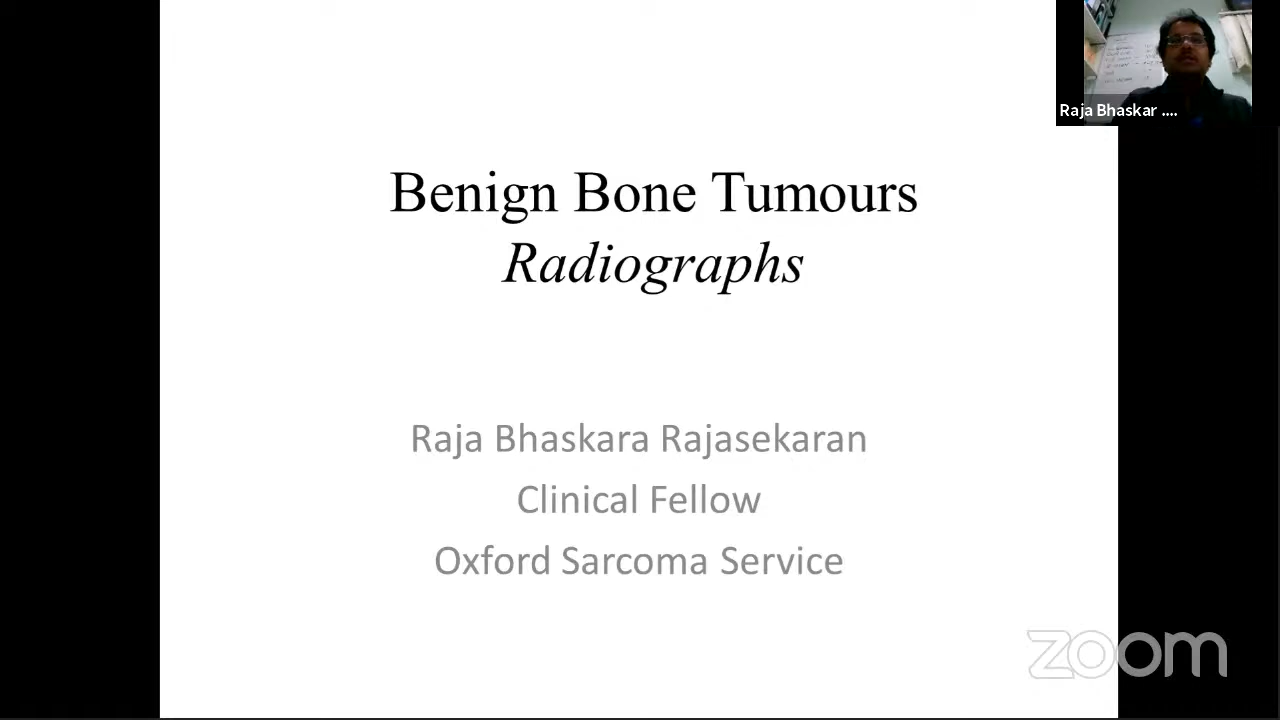 Raja Bhaskar ....
Benign Bone Tumours
Radiographs
Raja Bhaskara Rajasekaran
Clinical Fellow
Oxford Sarcoma Service
zoom